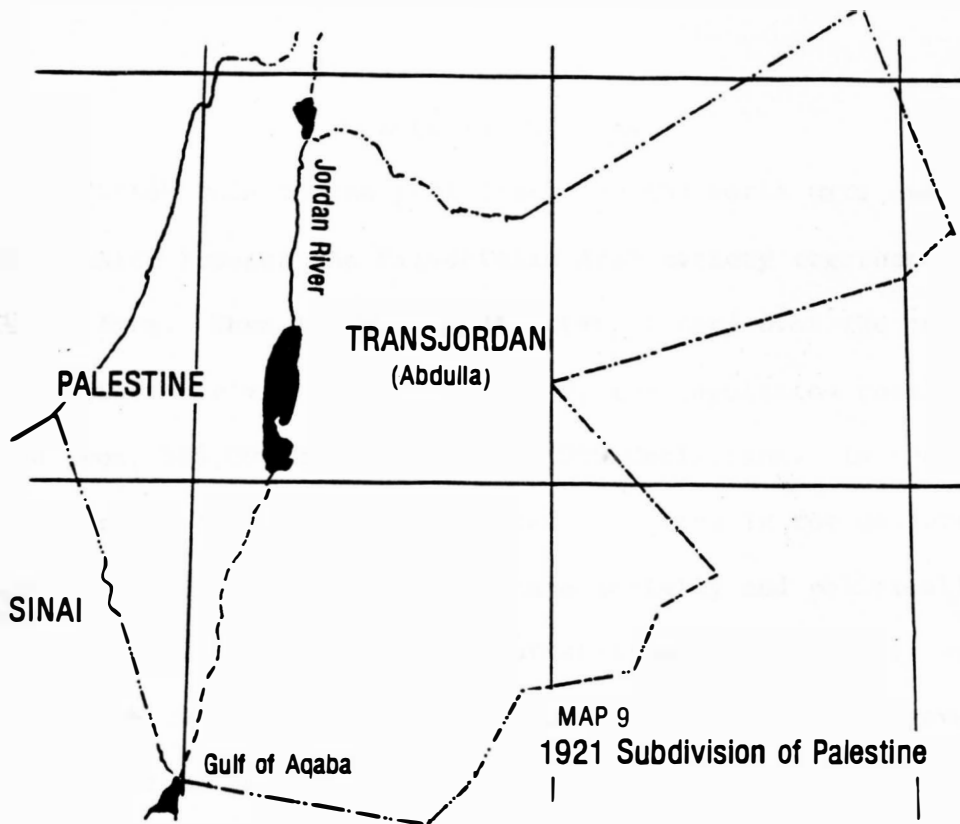 Jordan River
TRANSJORDAN
(Abdulla)
PALESTINE
SINAI
Gulf of Aqaba
MAP 9
1921 Subdivision of Palestine